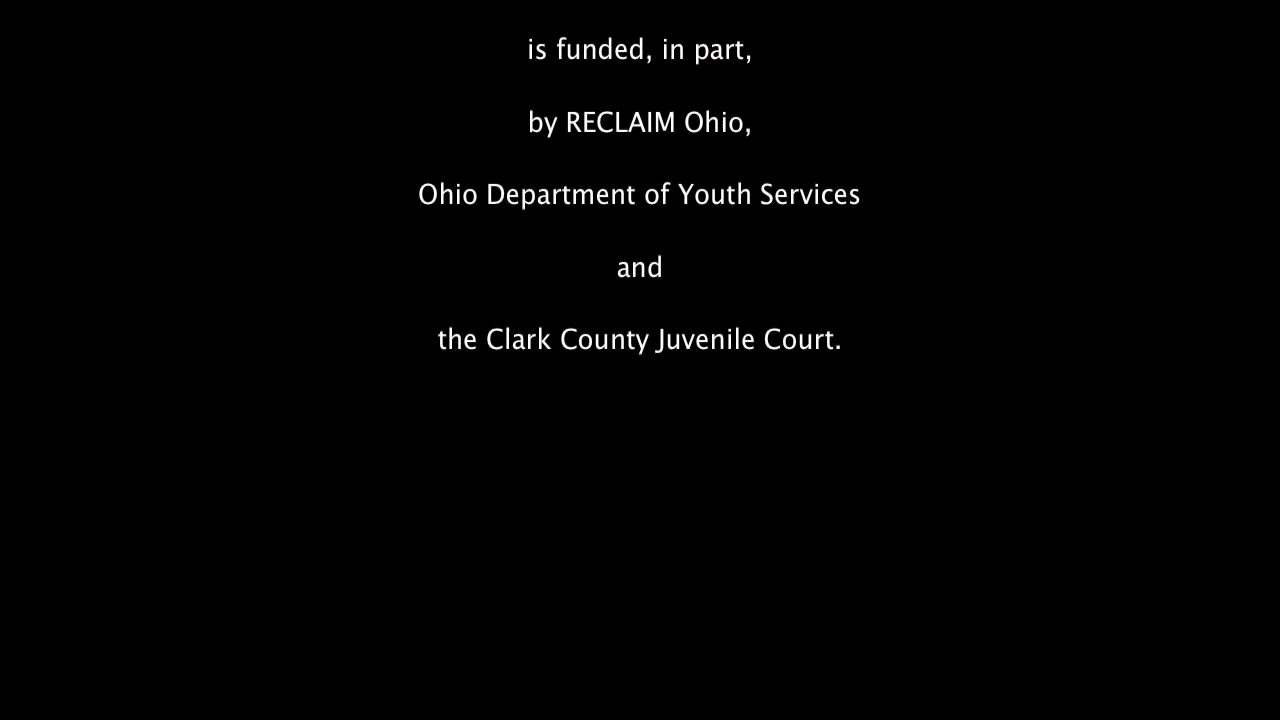 is funded, in part,
by RECLAIM Ohio,
Ohio Department of Youth Services
and
the Clark County Juvenile Court.